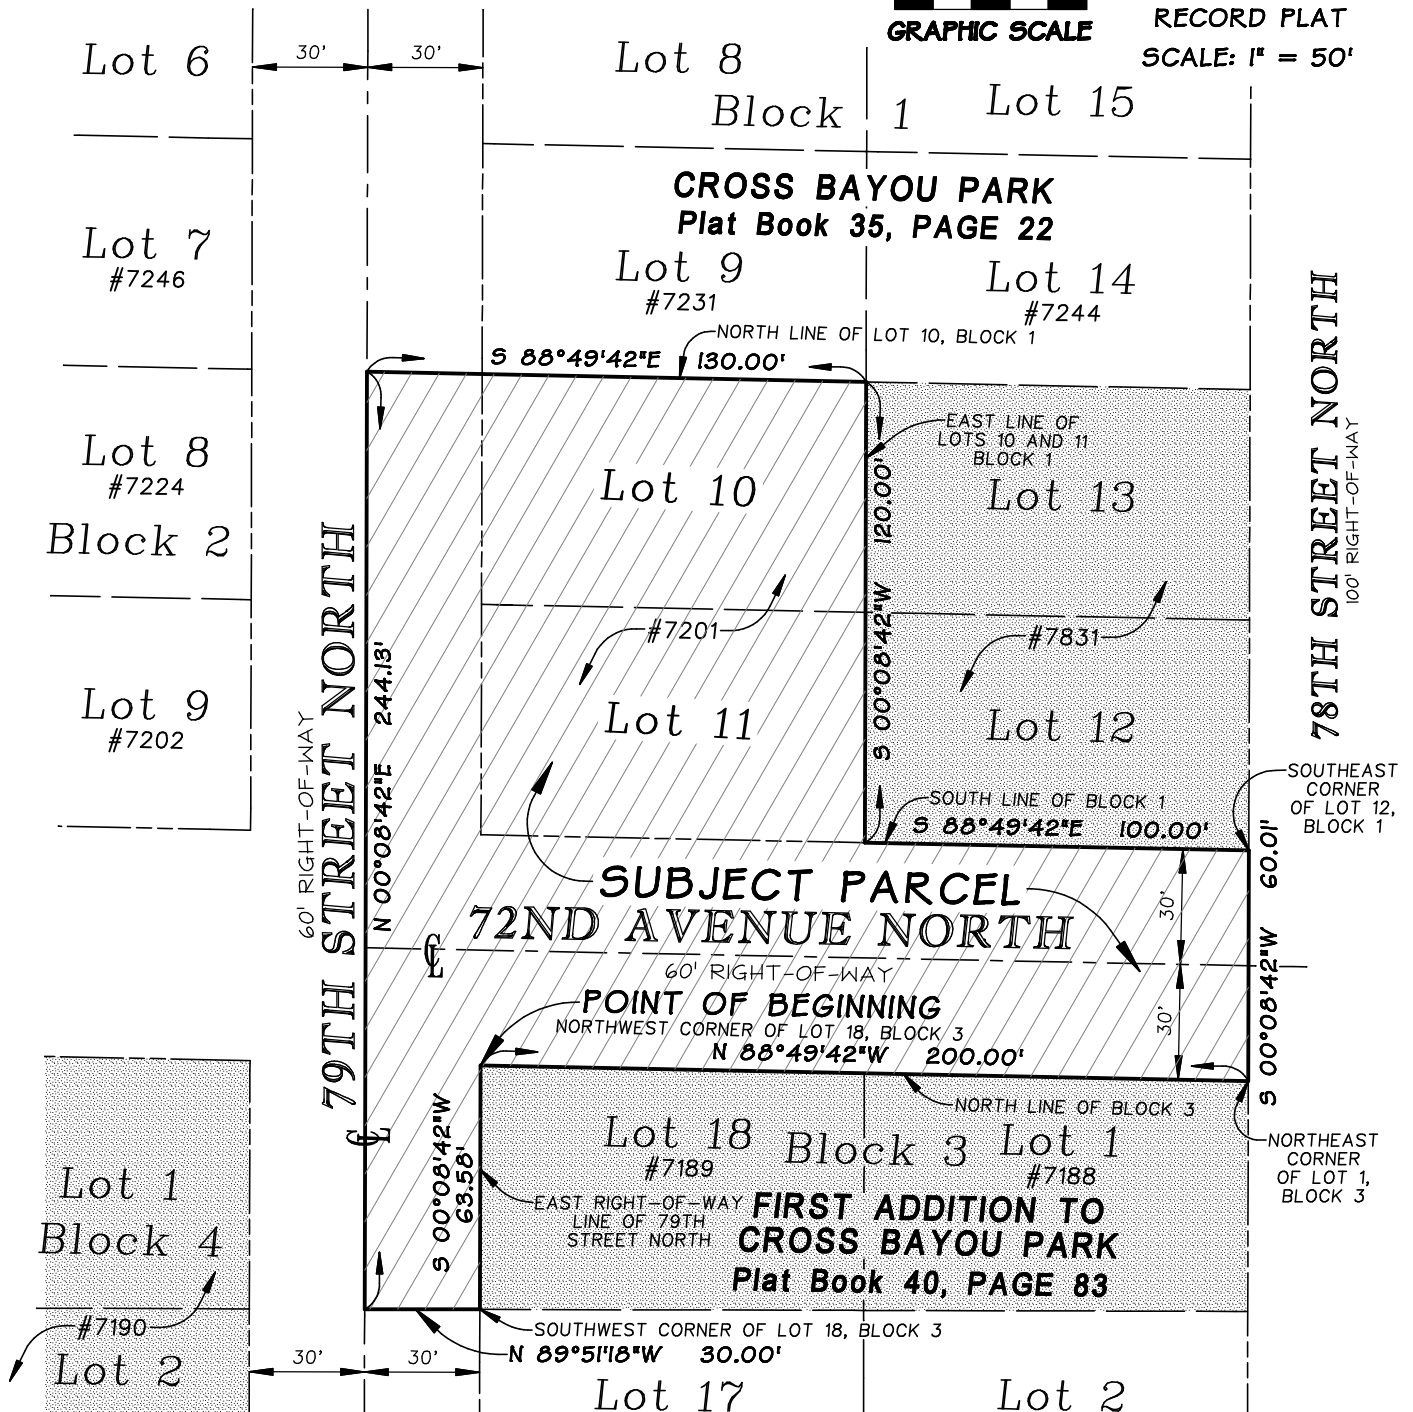 GRAPHIC SCALE
RECORD PLAT
SCALE: 1" = 50'
Lot 6
30'
30'
Lot 8
Block 1
Lot 15
CROSS BAYOU PARK
Plat Book 35, PAGE 22
Lot 7
#7246
Lot 9
#7231
Lot 14
#7244
NORTH LINE OF LOT 10, BLOCK 1
S 88°49'42"E 130.00'
EAST LINE OF
LOTS 10 AND 11
BLOCK 1
Lot 8
#7224
Block 2
Lot 10
120.00'
S 00°08'42"W
Lot 13
78TH STREET NORTH
100' RIGHT-OF-WAY
#7201
#7831
Lot 9
#7202
Lot 11
Lot 12
79TH STREET NORTH
60' RIGHT-OF-WAY
N 00°08'42"E 244.13'
SOUTHEAST
CORNER
OF LOT 12,
BLOCK 1
SOUTH LINE OF BLOCK 1
S 88°49'42"E 100.00'
SUBJECT PARCEL
72ND AVENUE NORTH
60' RIGHT-OF-WAY
CL
30'
30'
S 00°08'42"W 60.01'
POINT OF BEGINNING
NORTHWEST CORNER OF LOT 18, BLOCK 3
N 88°49'42"W 200.00'
NORTH LINE OF BLOCK 3
CL
S 00°08'42"W
63.58'
Lot 18
#7189
Block 3
Lot 1
#7188
NORTHEAST
CORNER
OF LOT 1,
BLOCK 3
EAST RIGHT-OF-WAY
LINE OF 79TH
STREET NORTH
FIRST ADDITION TO
CROSS BAYOU PARK
Plat Book 40, PAGE 83
Lot 1
Block 4
#7190
Lot 2
SOUTHWEST CORNER OF LOT 18, BLOCK 3
N 89°51'18"W 30.00'
30'
30'
Lot 17
Lot 2